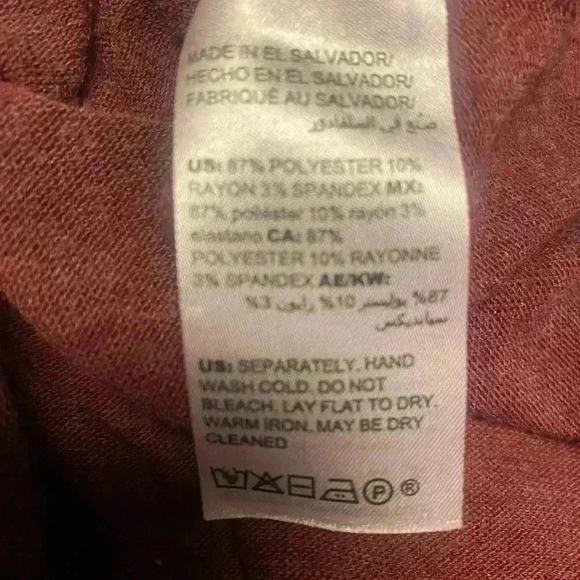 MADE IN EL SALVADOR/
HECHO EN EL SALVADOR/
FABRIQUÉ AU SALVADOR/
صنع في السلفادور
US: 87% POLYESTER 10%
RAYON 3% SPANDEX MX:
87% poliéster 10% rayón 3%
elastano CA: 87%
POLYESTER 10% RAYONNE
3% SPANDEX AE/KW:
87% بوليستر 10% رايون 3%
سبانديكس
US: SEPARATELY. HAND
WASH COLD. DO NOT
BLEACH. LAY FLAT TO DRY.
WARM IRON. MAY BE DRY
CLEANED
P ®